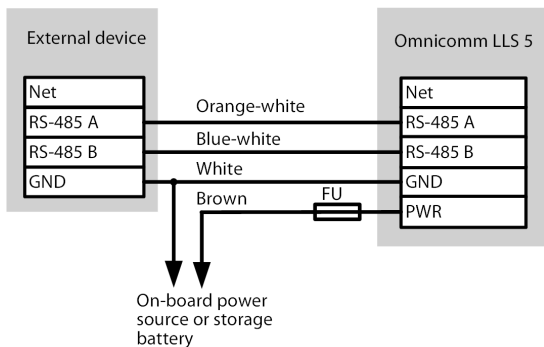 External device
Net
RS-485 A
RS-485 B
GND
Orange-white
Blue-white
White
Brown
FU
Omnicomm LLS 5
Net
RS-485 A
RS-485 B
GND
PWR
On-board power
source or storage
battery